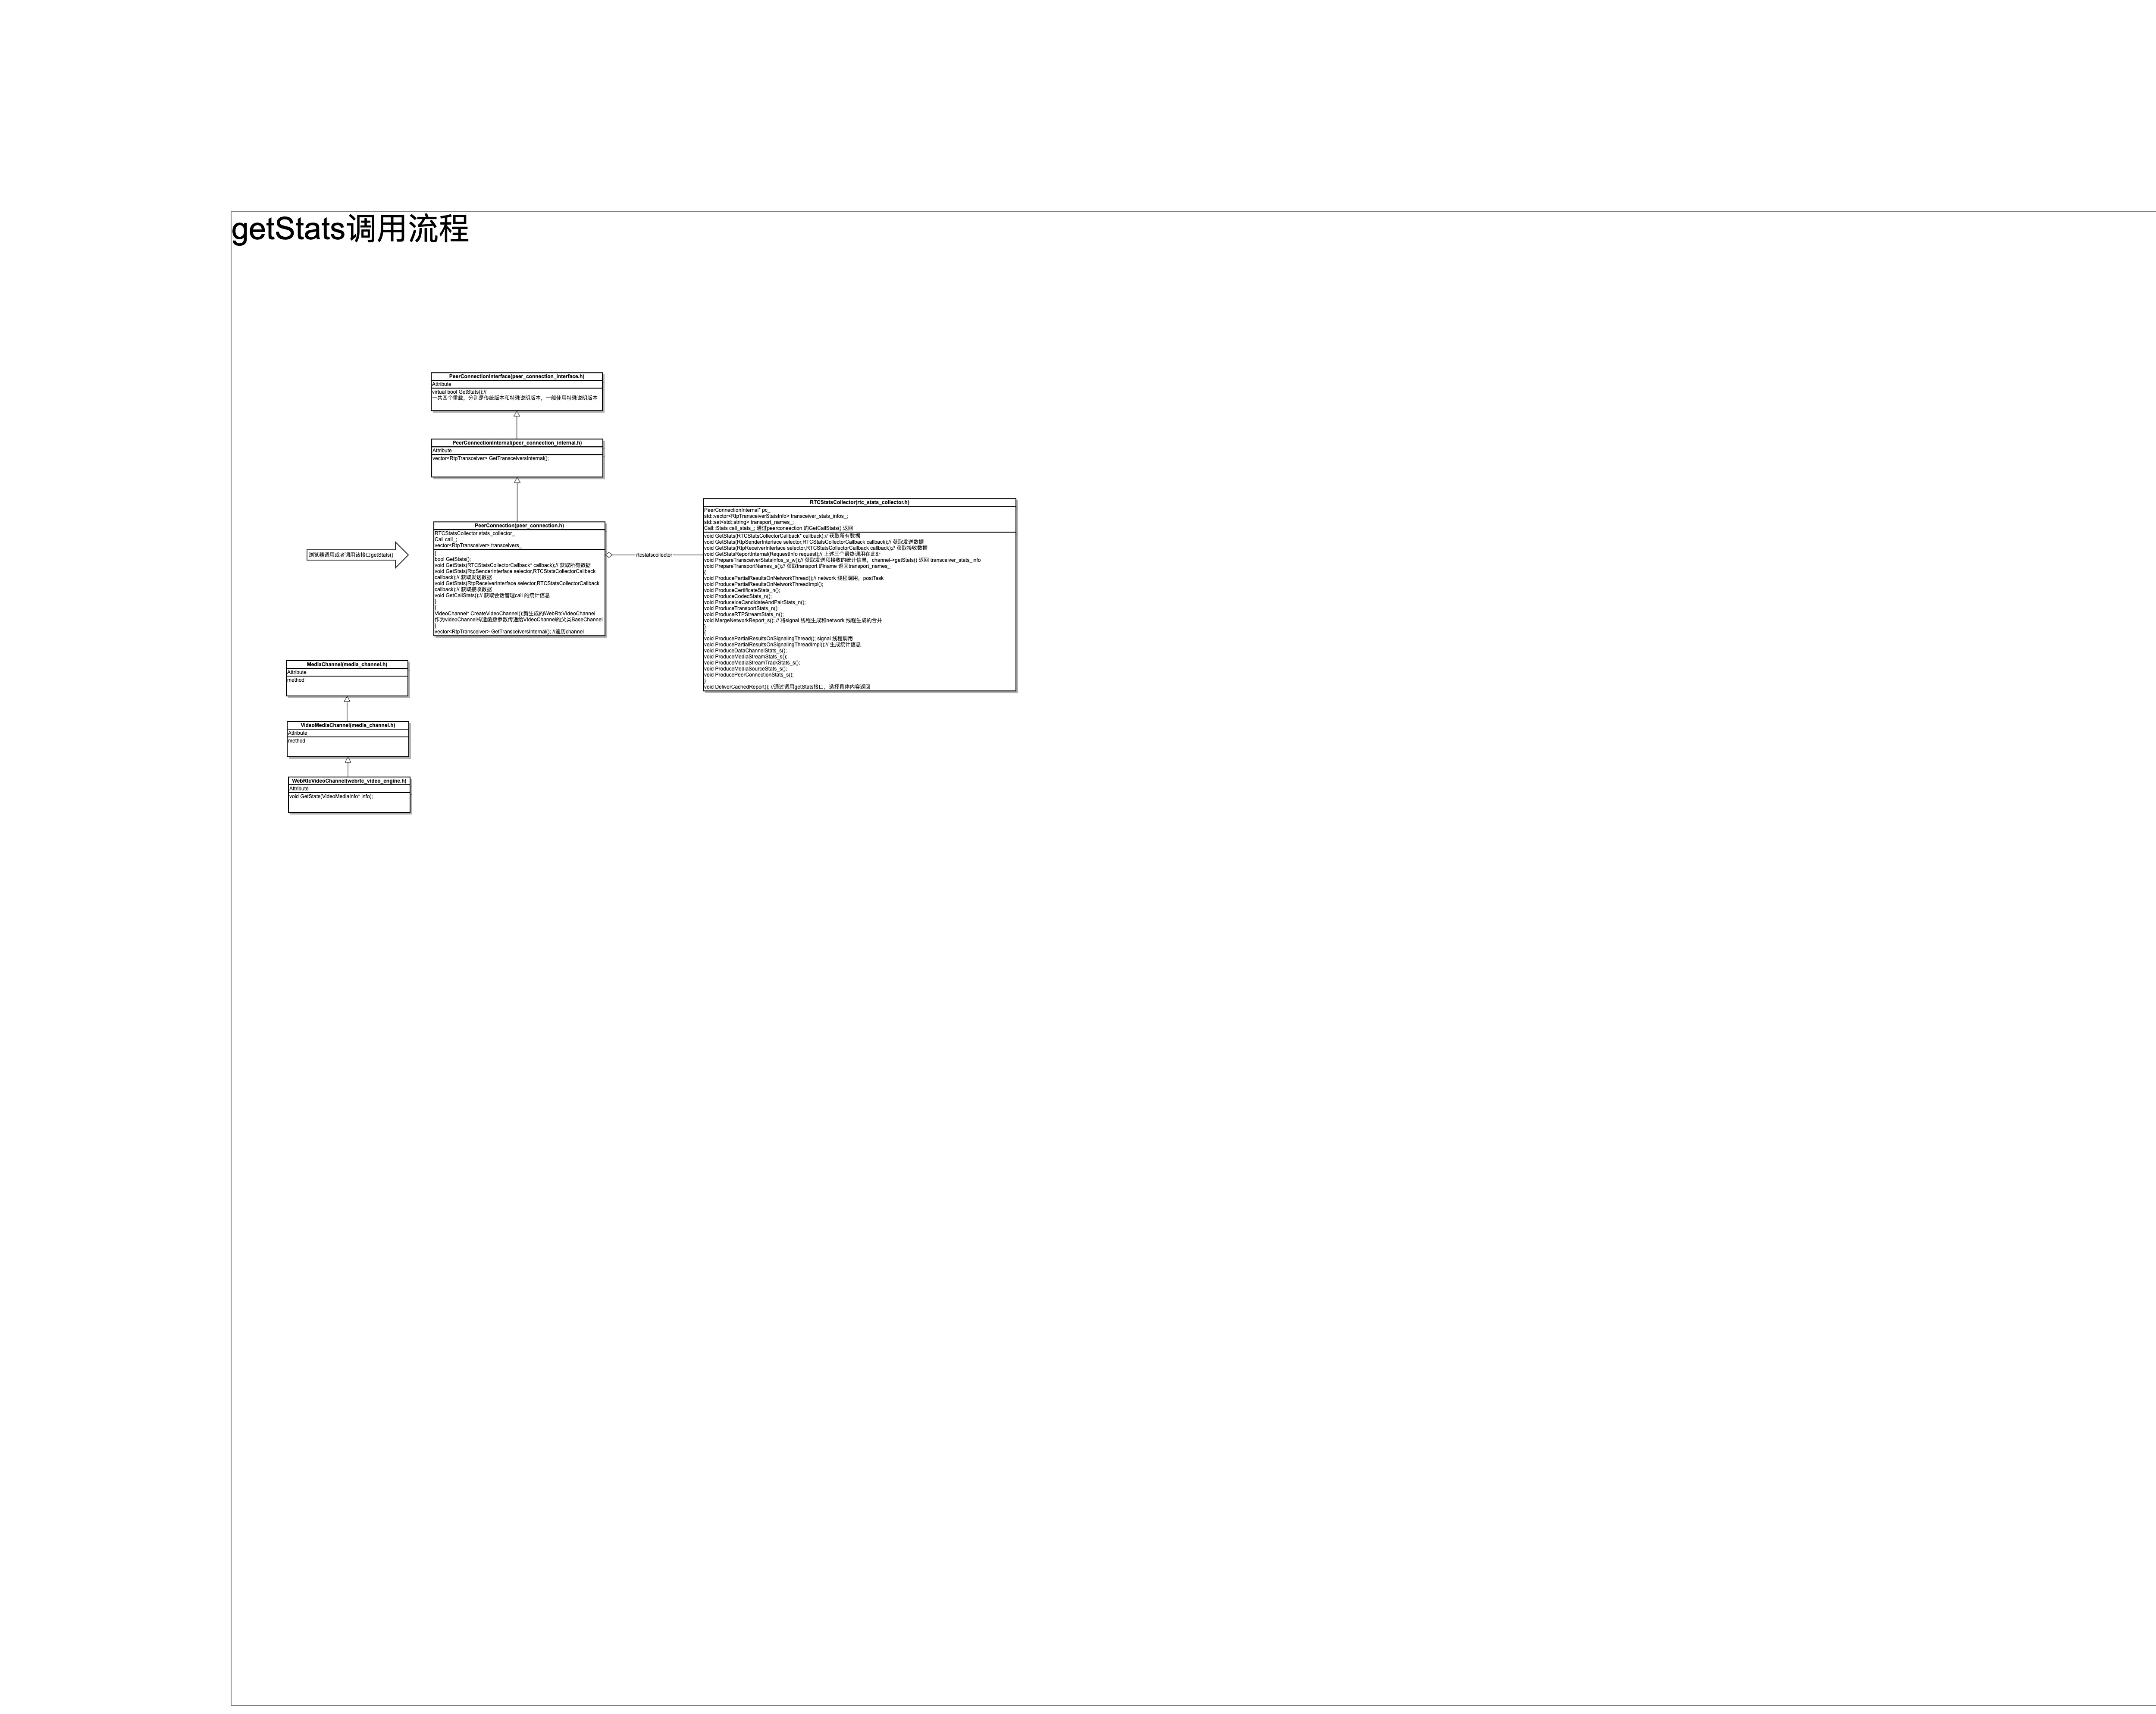 getStats调用流程
PeerConnectionInterface(peer_connection_interface.h)
Attribute
virtual bool GetStats();//
一共四个重载，分别是传统版本和特殊说明版本，一般使用特殊说明版本
PeerConnectionInternal(peer_connection_internal.h)
Attribute
vector<RtpTransceiver> GetTransceiversInternal();
浏览器调用或者调用该接口getStats()
PeerConnection(peer_connection.h)
RTCStatsCollector stats_collector_
Call call_;
vector<RtpTransceiver> transceivers_
{
bool GetStats();
void GetStats(RTCStatsCollectorCallback* callback);// 获取所有数据
void GetStats(RtpSenderInterface selector,RTCStatsCollectorCallback
callback);// 获取发送数据
void GetStats(RtpReceiverInterface selector,RTCStatsCollectorCallback
callback);// 获取接收数据
void GetCallStats();// 获取会话管理call 的统计信息
}
{
VideoChannel* CreateVideoChannel();新生成的WebRtcVideoChannel
作为videoChannel构造函数参数传递给VideoChannel的父类BaseChannel
}
vector<RtpTransceiver> GetTransceiversInternal(); //遍历channel
rtcstatscollector
RTCStatsCollector(rtc_stats_collector.h)
PeerConnectionInternal* pc_
std::vector<RtpTransceiverStatsInfo> transceiver_stats_infos_;
std::set<std::string> transport_names_;
Call::Stats call_stats_; 通过peerconeection 的GetCallStats() 返回
void GetStats(RTCStatsCollectorCallback* callback);// 获取所有数据
void GetStats(RtpSenderInterface selector,RTCStatsCollectorCallback callback);// 获取发送数据
void GetStats(RtpReceiverInterface selector,RTCStatsCollectorCallback callback);// 获取接收数据
void GetStatsReportInternal(RequestInfo request);// 上述三个最终调用在此处
void PrepareTransceiverStatsInfos_s_w();// 获取发送和接收的统计信息，channel->getStats() 返回 transceiver_stats_info
void PrepareTransportNames_s();// 获取transport 的name 返回transport_names_
{
void ProducePartialResultsOnNetworkThread();// network 线程调用，postTask
void ProducePartialResultsOnNetworkThreadImpl();
void ProduceCertificateStats_n();
void ProduceCodecStats_n();
void ProduceIceCandidateAndPairStats_n();
void ProduceTransportStats_n();
void ProduceRTPStreamStats_n();
void MergeNetworkReport_s(); // 将signal 线程生成和network 线程生成的合并
}
{
void ProducePartialResultsOnSignalingThread(); signal 线程调用
void ProducePartialResultsOnSignalingThreadImpl();// 生成统计信息
void ProduceDataChannelStats_s();
void ProduceMediaStreamStats_s();
void ProduceMediaStreamTrackStats_s();
void ProduceMediaSourceStats_s();
void ProducePeerConnectionStats_s();
}
void DeliverCachedReport(); //通过调用getStats接口，选择具体内容返回
MediaChannel(media_channel.h)
Attribute
method
VideoMediaChannel(media_channel.h)
Attribute
method
WebRtcVideoChannel(webrtc_video_engine.h)
Attribute
void GetStats(VideoMediaInfo* info);